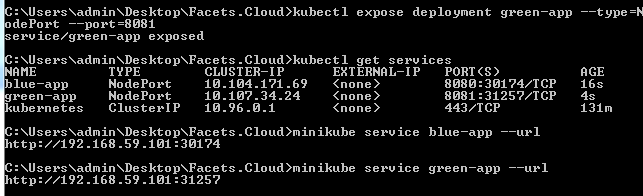 C:\Users\admin\Desktop\Facets.Cloud>kubectl expose deployment green-app --type=N
odePort --port=8081
service/green-app exposed
C:\Users\admin\Desktop\Facets.Cloud>kubectl get services
NAME TYPE CLUSTER-IP EXTERNAL-IP PORT(S) AGE
blue-app NodePort 10.104.171.69 <none> 8080:30174/TCP 16s
green-app NodePort 10.107.34.24 <none> 8081:31257/TCP 4s
kubernetes ClusterIP 10.96.0.1 <none> 443/TCP 131m
C:\Users\admin\Desktop\Facets.Cloud>minikube service blue-app --url
http://192.168.59.101:30174
C:\Users\admin\Desktop\Facets.Cloud>minikube service green-app --url
http://192.168.59.101:31257